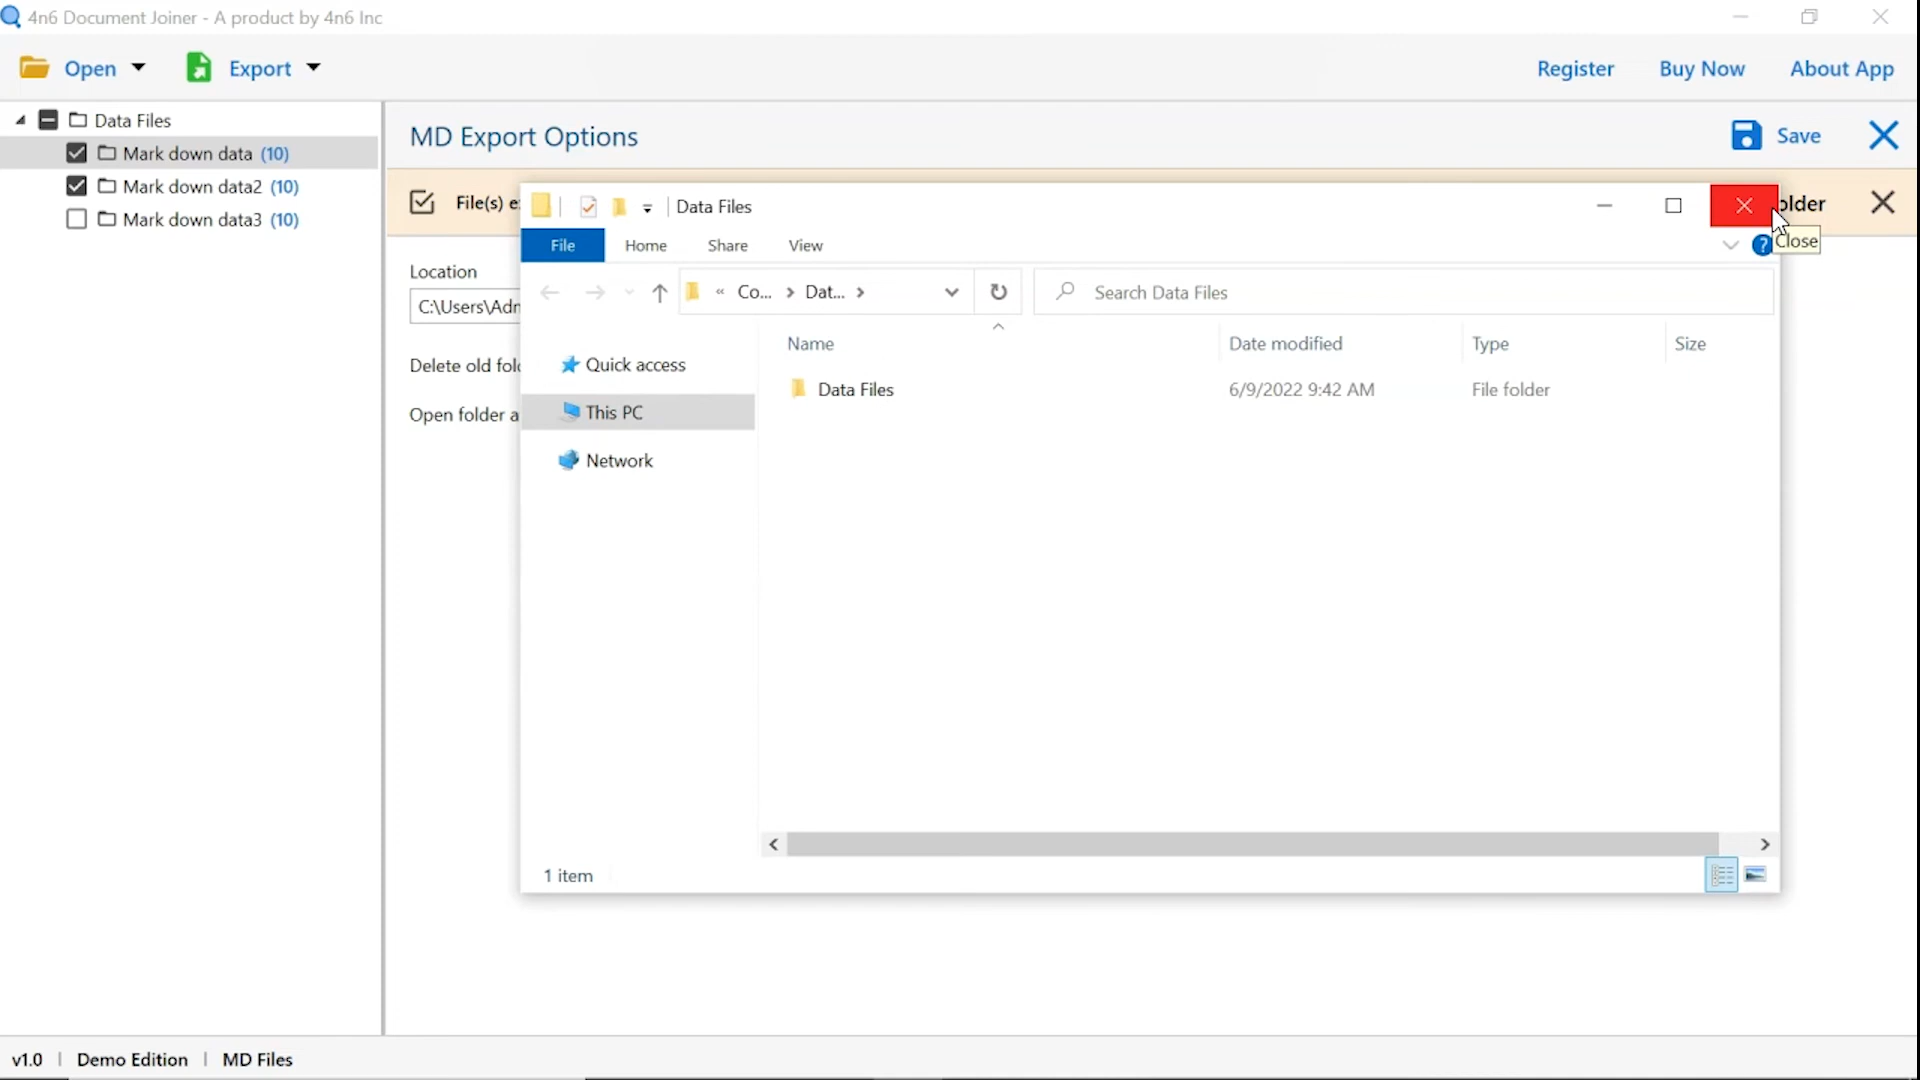 4n6 Document Joiner - A product by 4n6 Inc
Open
Export
Register
Buy Now
About App
Data Files
Mark down data (10)
Mark down data2 (10)
Mark down data3 (10)
MD Export Options
Save
File(s) e
older
Location
C:\Users\Adn
Delete old fol
Open folder a
Data Files
Close
File
Home
Share
View
« Co... > Dat... >
Search Data Files
Quick access
This PC
Network
Name
Date modified
Type
Size
Data Files
6/9/2022 9:42 AM
File folder
1 item
v1.0 | Demo Edition | MD Files